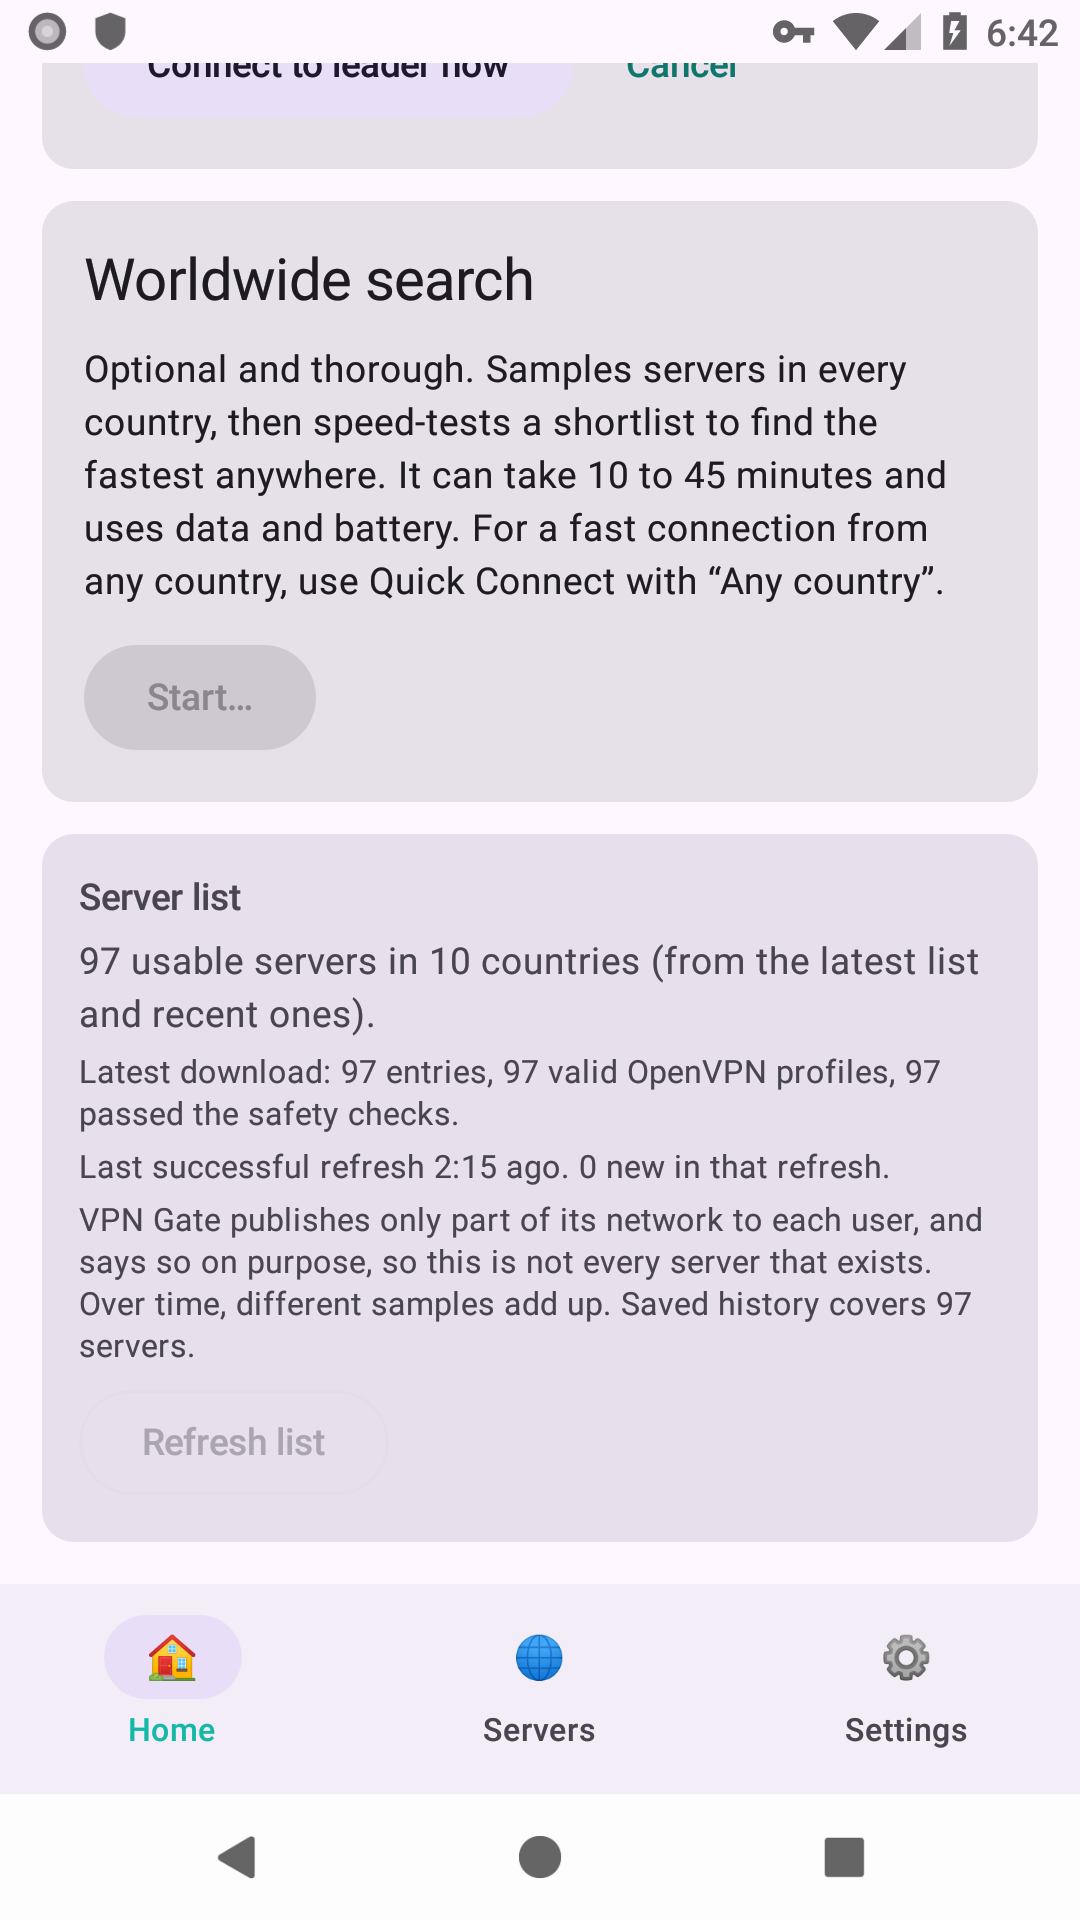 6:42
Connect to leader now Cancel
Worldwide search
Optional and thorough. Samples servers in every
country, then speed-tests a shortlist to find the
fastest anywhere. It can take 10 to 45 minutes and
uses data and battery. For a fast connection from
any country, use Quick Connect with “Any country”.
Start…
Server list
97 usable servers in 10 countries (from the latest list
and recent ones).
Latest download: 97 entries, 97 valid OpenVPN profiles, 97
passed the safety checks.
Last successful refresh 2:15 ago. 0 new in that refresh.
VPN Gate publishes only part of its network to each user, and
says so on purpose, so this is not every server that exists.
Over time, different samples add up. Saved history covers 97
servers.
Refresh list
Home Servers Settings